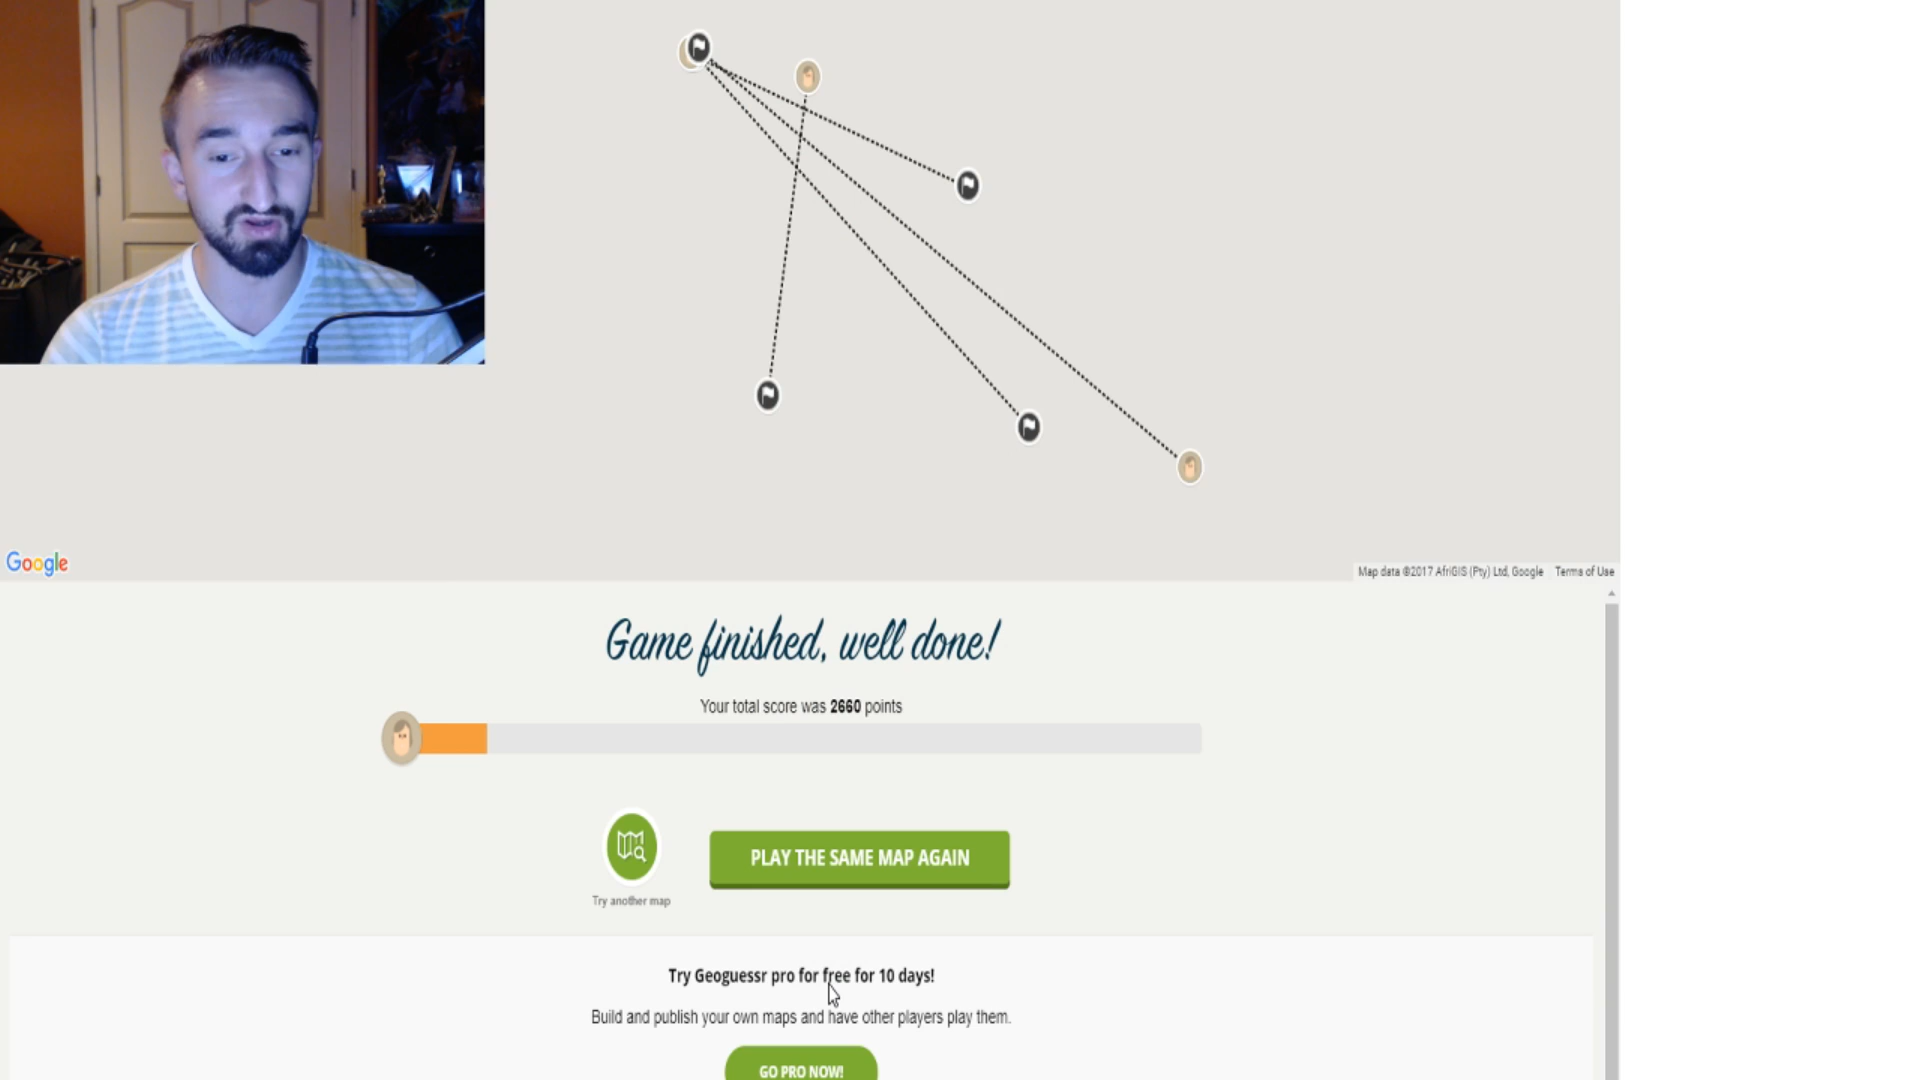 Google
Map data ©2017 AfriGIS (Pty) Ltd, Google Terms of Use
Game finished, well done!
Your total score was 2660 points
PLAY THE SAME MAP AGAIN
Try another map
Try Geoguessr pro for free for 10 days!
Build and publish your own maps and have other players play them.
GO PRO NOW!